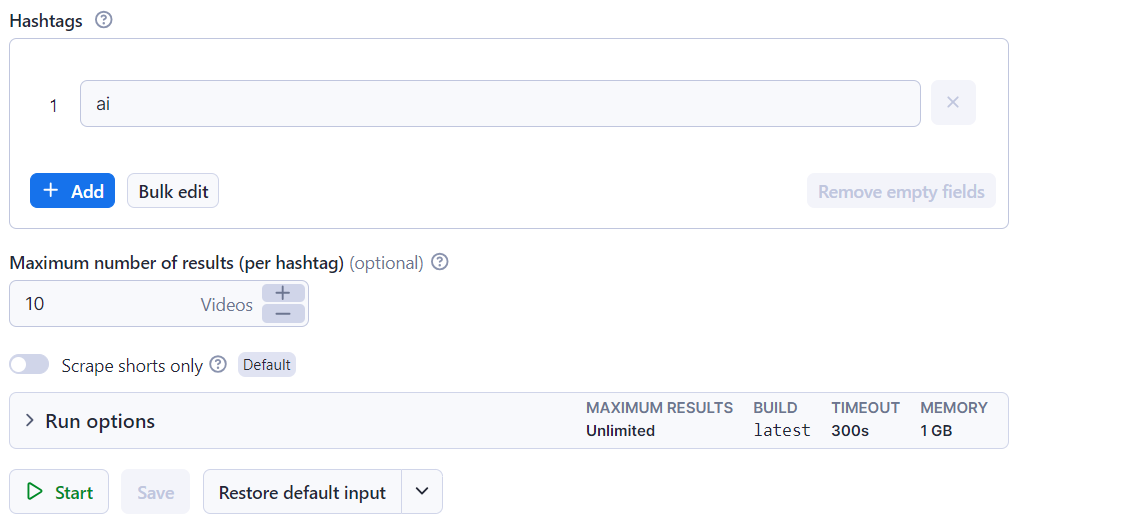 Hashtags
1 ai
+ Add Bulk edit Remove empty fields
Maximum number of results (per hashtag) (optional)
10 Videos
Scrape shorts only Default
Run options
MAXIMUM RESULTS BUILD TIMEOUT MEMORY
Unlimited latest 300s 1 GB
Start Save Restore default input